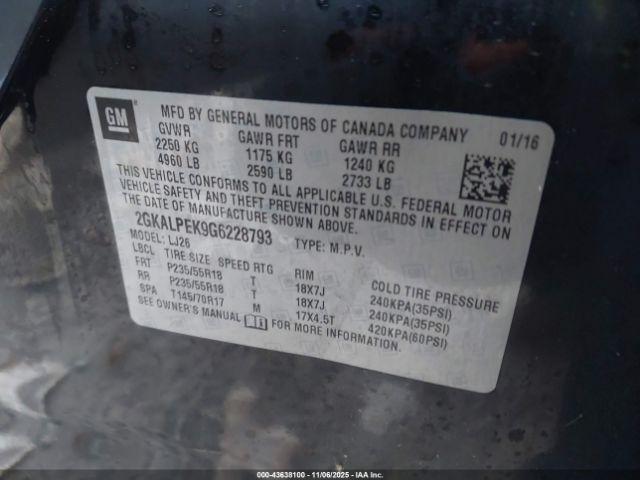 GM ®
MFD BY GENERAL MOTORS OF CANADA COMPANY
GVWR GAWR FRT GAWR RR 01/16
2250 KG 1175 KG 1240 KG
4960 LB 2590 LB 2733 LB
THIS VEHICLE CONFORMS TO ALL APPLICABLE U.S. FEDERAL MOTOR
VEHICLE SAFETY AND THEFT PREVENTION STANDARDS IN EFFECT ON
THE DATE OF MANUFACTURE SHOWN ABOVE.
2GKALPEK9G6228793 TYPE: M.P.V.
MODEL: LJ26
LBCL TIRE SIZE SPEED RTG RIM COLD TIRE PRESSURE
FRT P235/55R18 T 18X7J 240KPA(35PSI)
RR P235/55R18 T 18X7J 240KPA(35PSI)
SPA T145/70R17 M 17X4.5T 420KPA(60PSI)
SEE OWNER'S MANUAL FOR MORE INFORMATION.
000-43638100 - 11/06/2025 - IAA Inc.